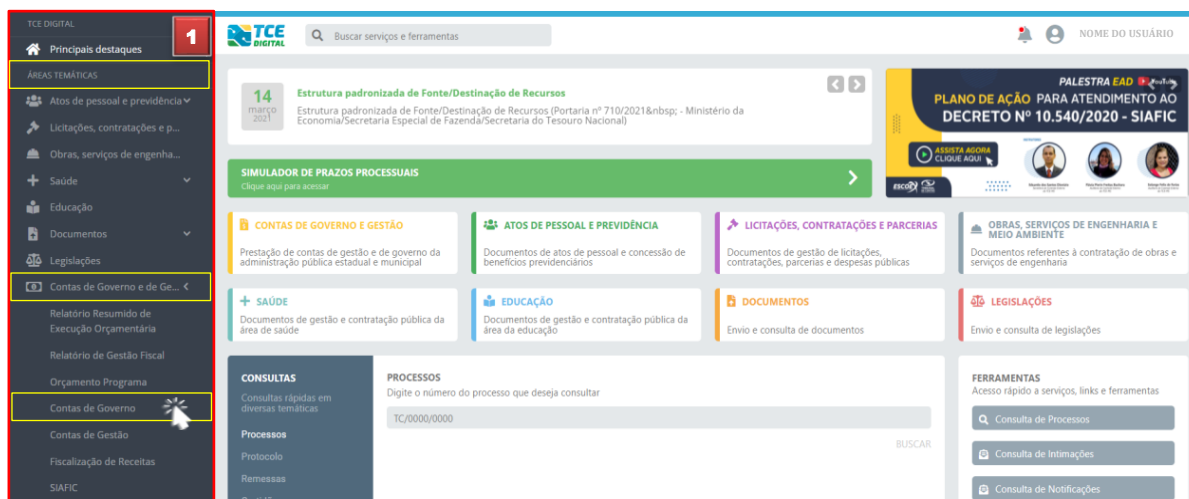 TCE DIGITAL
1
Principais destaques
ÁREAS TEMÁTICAS
Atos de pessoal e previdência
Licitações, contratações e p...
Obras, serviços de engenha...
Saúde
Educação
Documentos
Legislações
Contas de Governo e de Ge...
Relatório Resumido de
Execução Orçamentária
Relatório de Gestão Fiscal
Orçamento Programa
Contas de Governo
Contas de Gestão
Fiscalização de Receitas
SIAFIC
TCE
DIGITAL
Buscar serviços e ferramentas
NOME DO USUÁRIO
14
março
2021
Estrutura padronizada de Fonte/Destinação de Recursos
Estrutura padronizada de Fonte/Destinação de Recursos (Portaria nº 710/2021&nbsp; - Ministério da
Economia/Secretaria Especial de Fazenda/Secretaria do Tesouro Nacional)
PALESTRA EAD
YouTube
PLANO DE AÇÃO PARA ATENDIMENTO AO
DECRETO Nº 10.540/2020 - SIAFIC
ASSISTA AGORA
CLIQUE AQUI
SIMULADOR DE PRAZOS PROCESSUAIS
Clique aqui para acessar
CONTAS DE GOVERNO E GESTÃO
Prestação de contas de gestão e de governo da
administração pública estadual e municipal
ATOS DE PESSOAL E PREVIDÊNCIA
Documentos de atos de pessoal e concessão de
benefícios previdenciários
LICITAÇÕES, CONTRATAÇÕES E PARCERIAS
Documentos de gestão de licitações,
contratações, parcerias e despesas públicas
OBRAS, SERVIÇOS DE ENGENHARIA E
MEIO AMBIENTE
Documentos referentes à contratação de obras e
serviços de engenharia
SAÚDE
Documentos de gestão e contratação pública da
área de saúde
EDUCAÇÃO
Documentos de gestão e contratação pública da
área da educação
DOCUMENTOS
Envio e consulta de documentos
LEGISLAÇÕES
Envio e consulta de legislações
CONSULTAS
Consultas rápidas em
diversas temáticas
Processos
Protocolo
Remessas
PROCESSOS
Digite o número do processo que deseja consultar
TC/0000/0000
BUSCAR
FERRAMENTAS
Acesso rápido a serviços, links e ferramentas
Consulta de Processos
Consulta de Intimações
Consulta de Notificações